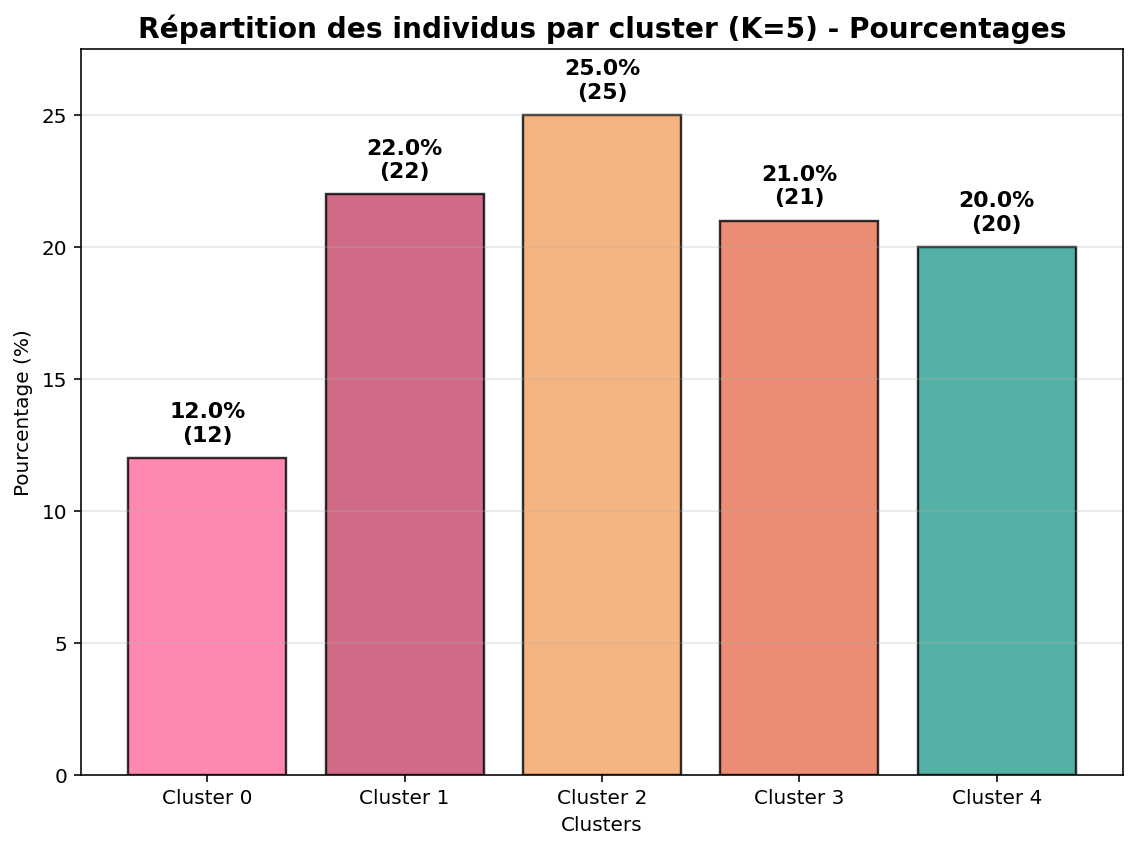 Répartition des individus par cluster (K=5) - Pourcentages
25.0%
(25)
22.0%
(22)
21.0%
(21)
20.0%
(20)
12.0%
(12)
Pourcentage (%)
25
20
15
10
5
0
Cluster 0
Cluster 1
Cluster 2
Cluster 3
Cluster 4
Clusters